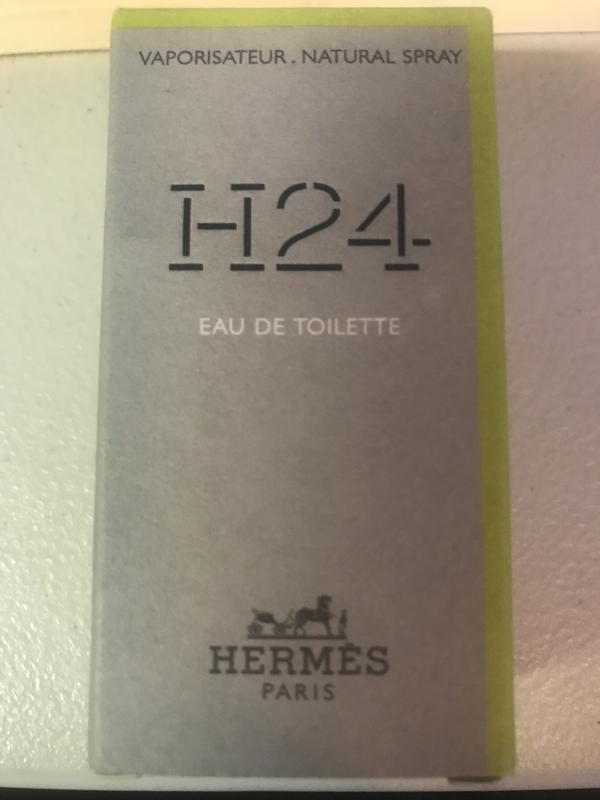 VAPORISATEUR . NATURAL SPRAY
H24
EAU DE TOILETTE
HERMÈS
PARIS